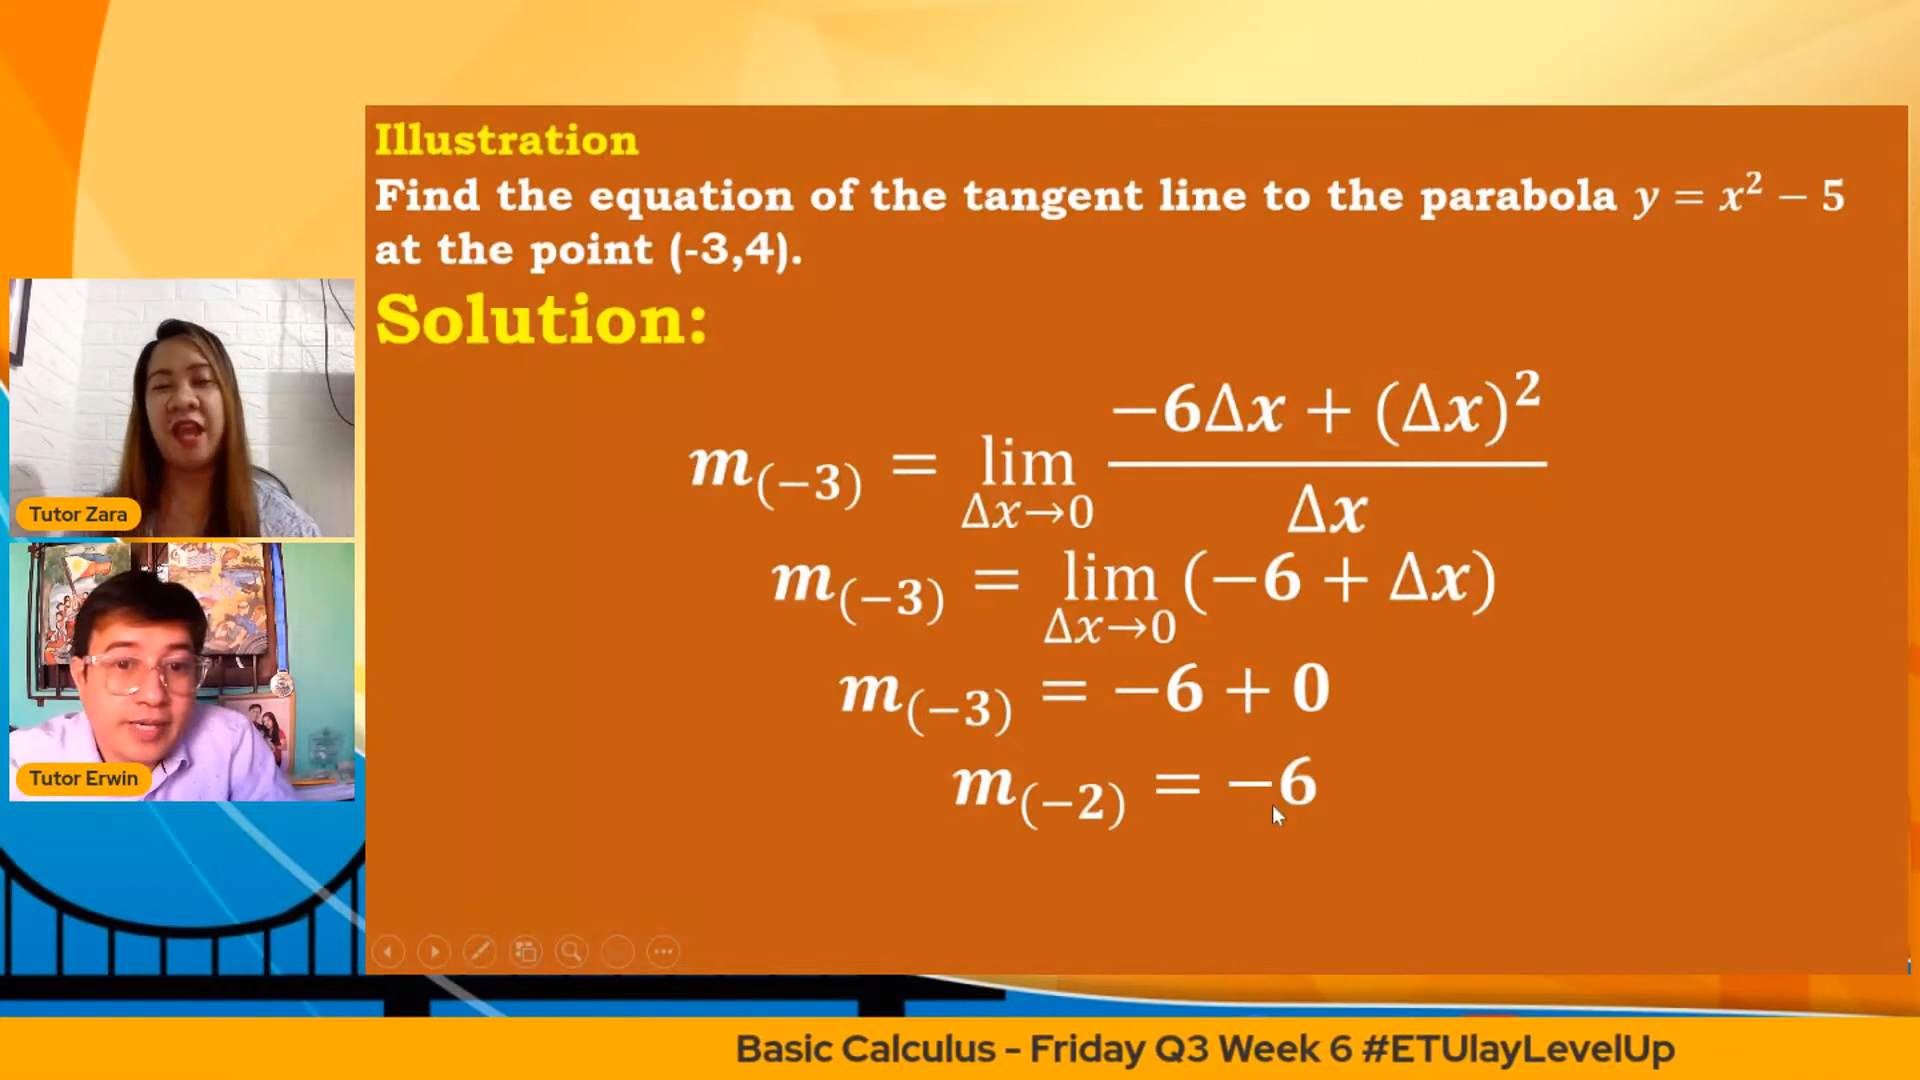 Illustration
Find the equation of the tangent line to the parabola y = x² − 5
at the point (-3,4).
Solution:
m₍₋₃₎ = lim Δx→0 (−6Δx + (Δx)²) / Δx
m₍₋₃₎ = lim Δx→0 (−6 + Δx)
m₍₋₃₎ = −6 + 0
m₍₋₂₎ = −6
Tutor Zara
Tutor Erwin
Basic Calculus - Friday Q3 Week 6 #ETUlayLevelUp